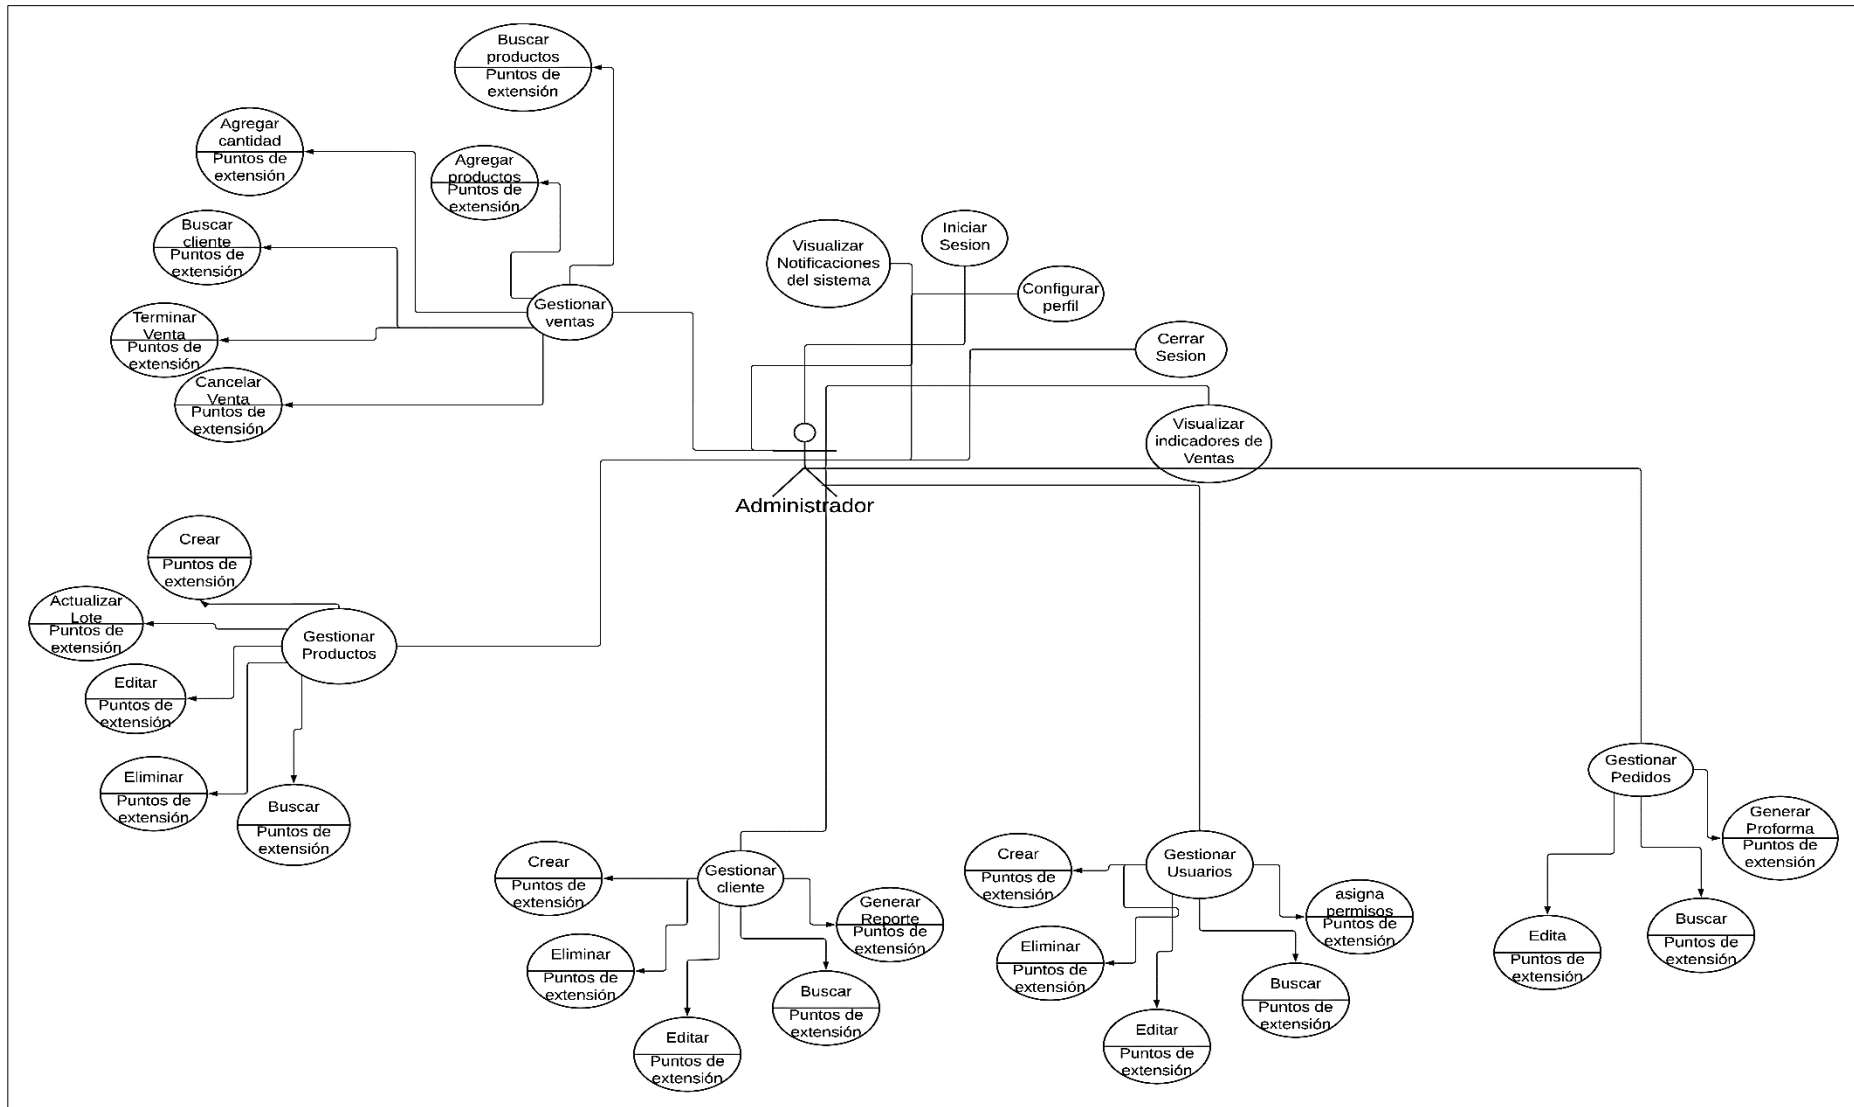 Buscar
productos
Puntos de
extensión
Agregar
cantidad
Puntos de
extensión
Agregar
productos
Puntos de
extensión
Buscar
cliente
Puntos de
extensión
Terminar
Venta
Puntos de
extensión
Cancelar
Venta
Puntos de
extensión
Gestionar
ventas
Visualizar
Notificaciones
del sistema
Iniciar
Sesion
Configurar
perfil
Cerrar
Sesion
Visualizar
indicadores de
Ventas
Administrador
Crear
Puntos de
extensión
Actualizar
Lote
Puntos de
extensión
Editar
Puntos de
extensión
Eliminar
Puntos de
extensión
Buscar
Puntos de
extensión
Gestionar
Productos
Crear
Puntos de
extensión
Gestionar
cliente
Generar
Reporte
Puntos de
extensión
Eliminar
Puntos de
extensión
Buscar
Puntos de
extensión
Editar
Puntos de
extensión
Crear
Puntos de
extensión
Gestionar
Usuarios
asigna
permisos
Puntos de
extensión
Eliminar
Puntos de
extensión
Buscar
Puntos de
extensión
Editar
Puntos de
extensión
Gestionar
Pedidos
Generar
Proforma
Puntos de
extensión
Edita
Puntos de
extensión
Buscar
Puntos de
extensión